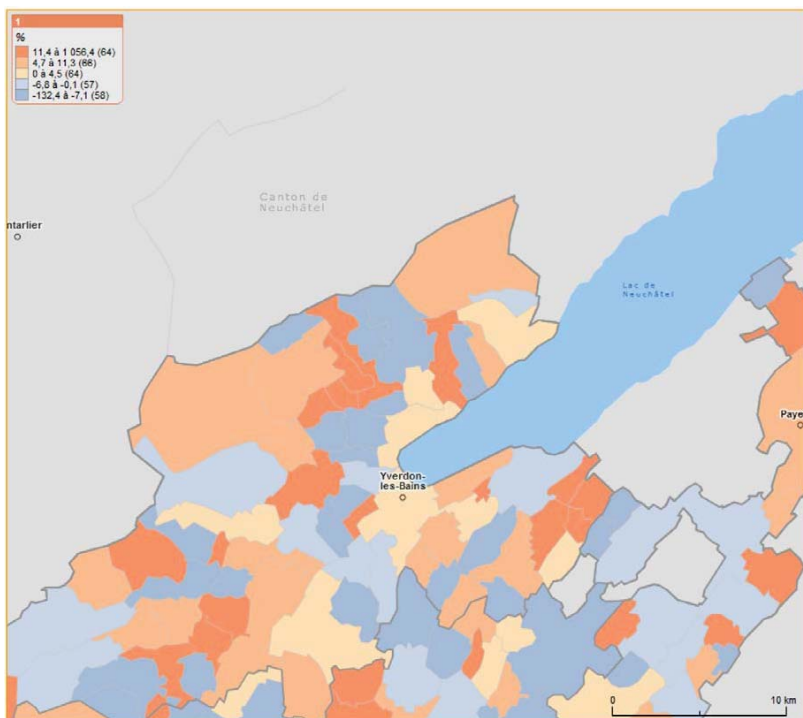 1
%
11,4 à 1 056,4 (64)
4,7 à 11,3 (66)
0 à 4,5 (64)
-6,8 à -0,1 (57)
-132,4 à -7,1 (58)
Canton de
Neuchâtel
ntarlier
Lac de
Neuchâtel
Paye
Yverdon-
les-Bains
0
10 km